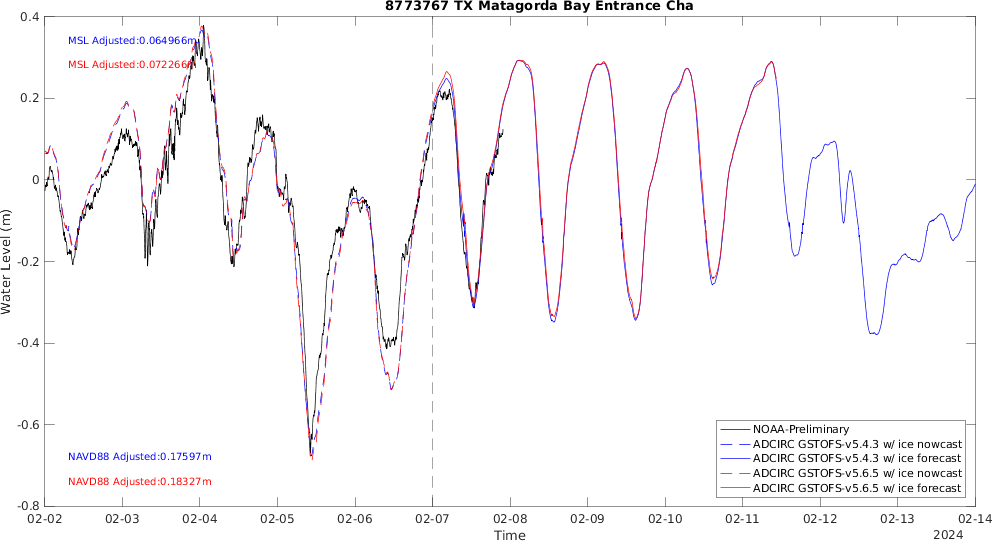 8773767 TX Matagorda Bay Entrance Cha
0.4
MSL Adjusted:0.064966m
MSL Adjusted:0.072266m
0.2
0
Water Level (m)
-0.2
-0.4
-0.6
NOAA-Preliminary
ADCIRC GSTOFS-v5.4.3 w/ ice nowcast
NAVD88 Adjusted:0.17597m
ADCIRC GSTOFS-v5.4.3 w/ ice forecast
ADCIRC GSTOFS-v5.6.5 w/ ice nowcast
NAVD88 Adjusted:0.18327m
ADCIRC GSTOFS-v5.6.5 w/ ice forecast
-0.8
02-02 02-03 02-04 02-05 02-06 02-07 02-08 02-09 02-10 02-11 02-12 02-13 02-14
Time
2024